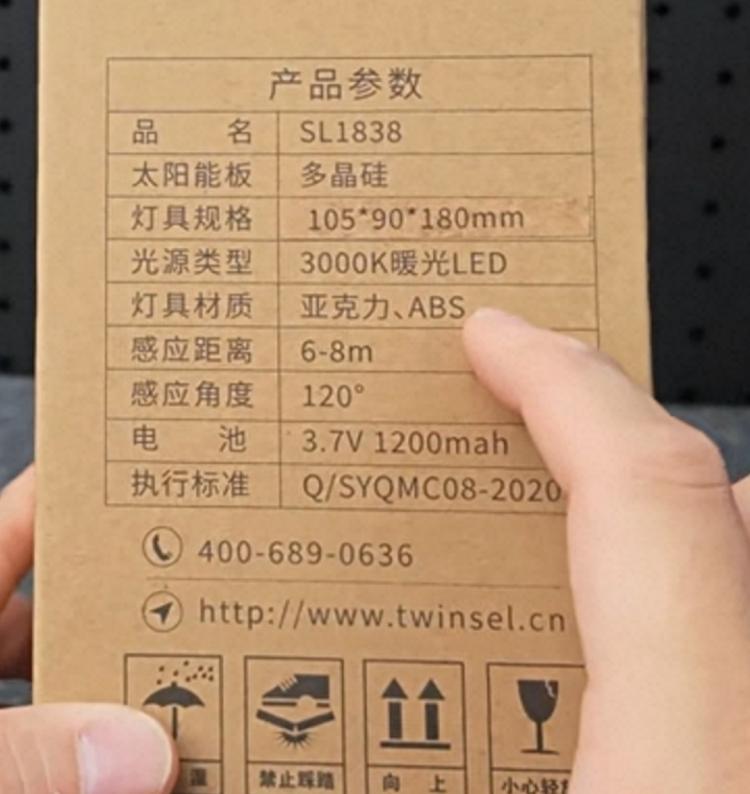 产品参数
品 名 SL1838
太阳能板 多晶硅
灯具规格 105*90*180mm
光源类型 3000K暖光LED
灯具材质 亚克力、ABS
感应距离 6-8m
感应角度 120°
电 池 3.7V 1200mah
执行标准 Q/SYQMC08-2020
400-689-0636
http://www.twinsel.cn
湿 禁止踩踏 向 上 小心轻